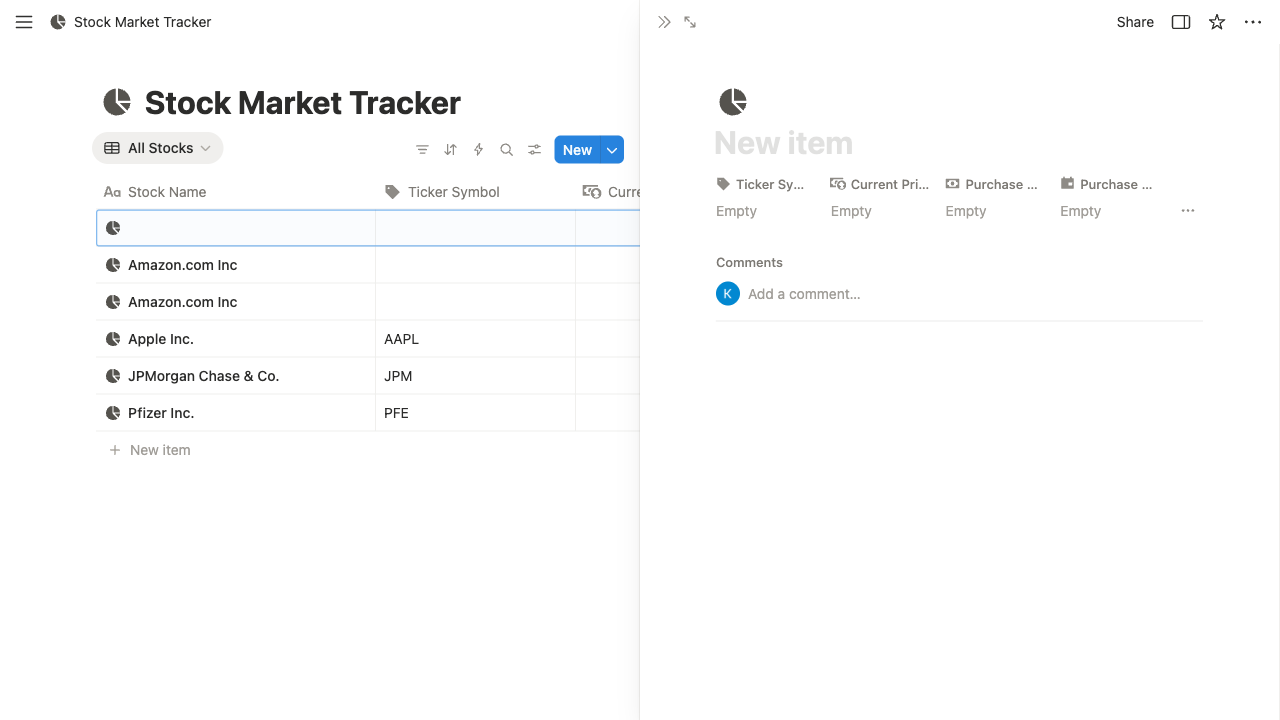 Stock Market Tracker
Share
Stock Market Tracker
All Stocks
New
Aa Stock Name Ticker Symbol Curre
Amazon.com Inc
Amazon.com Inc
Apple Inc. AAPL
JPMorgan Chase & Co. JPM
Pfizer Inc. PFE
New item
New item
Ticker Sy... Current Pri... Purchase ... Purchase ...
Empty Empty Empty Empty
Comments
K Add a comment...